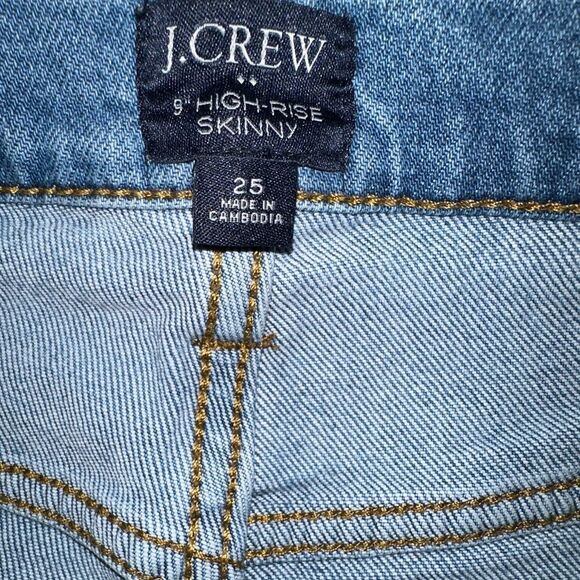 J.CREW
9" HIGH-RISE
SKINNY
25
MADE IN
CAMBODIA